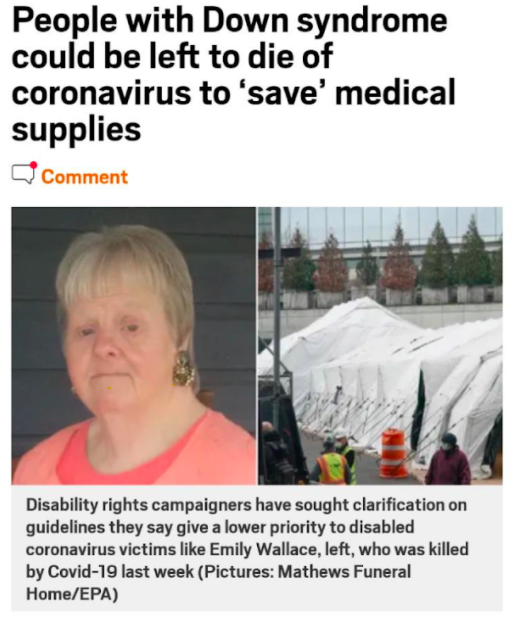 People with Down syndrome
could be left to die of
coronavirus to ‘save’ medical
supplies
Comment
Disability rights campaigners have sought clarification on
guidelines they say give a lower priority to disabled
coronavirus victims like Emily Wallace, left, who was killed
by Covid-19 last week (Pictures: Mathews Funeral
Home/EPA)